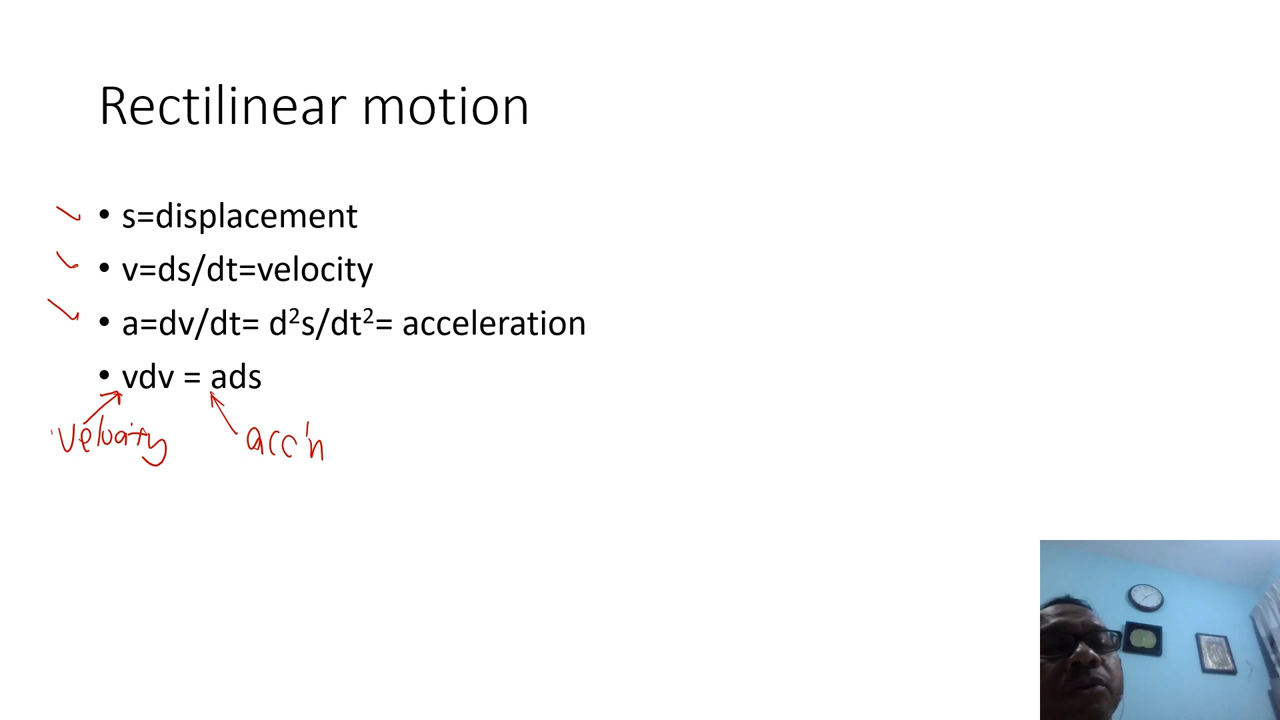 Rectilinear motion
• s=displacement
• v=ds/dt=velocity
• a=dv/dt= d²s/dt²= acceleration
• vdv = ads
velocity acc'n